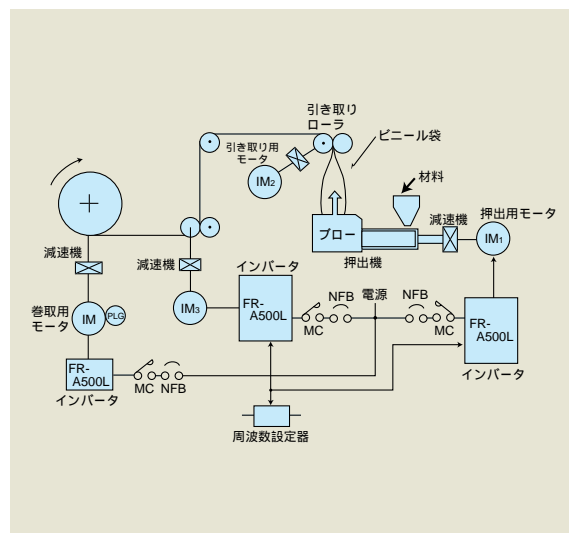 引き取り
ローラ
ビニール袋
引き取り用
モータ
IM2
材料
減速機
押出用モータ
ブロー
IM1
押出機
減速機
減速機
インバータ
巻取用
モータ
IM
PLG
IM3
FR-
A500L
MC
NFB
電源
NFB
MC
FR-
A500L
インバータ
FR-
A500L
MC
NFB
インバータ
周波数設定器